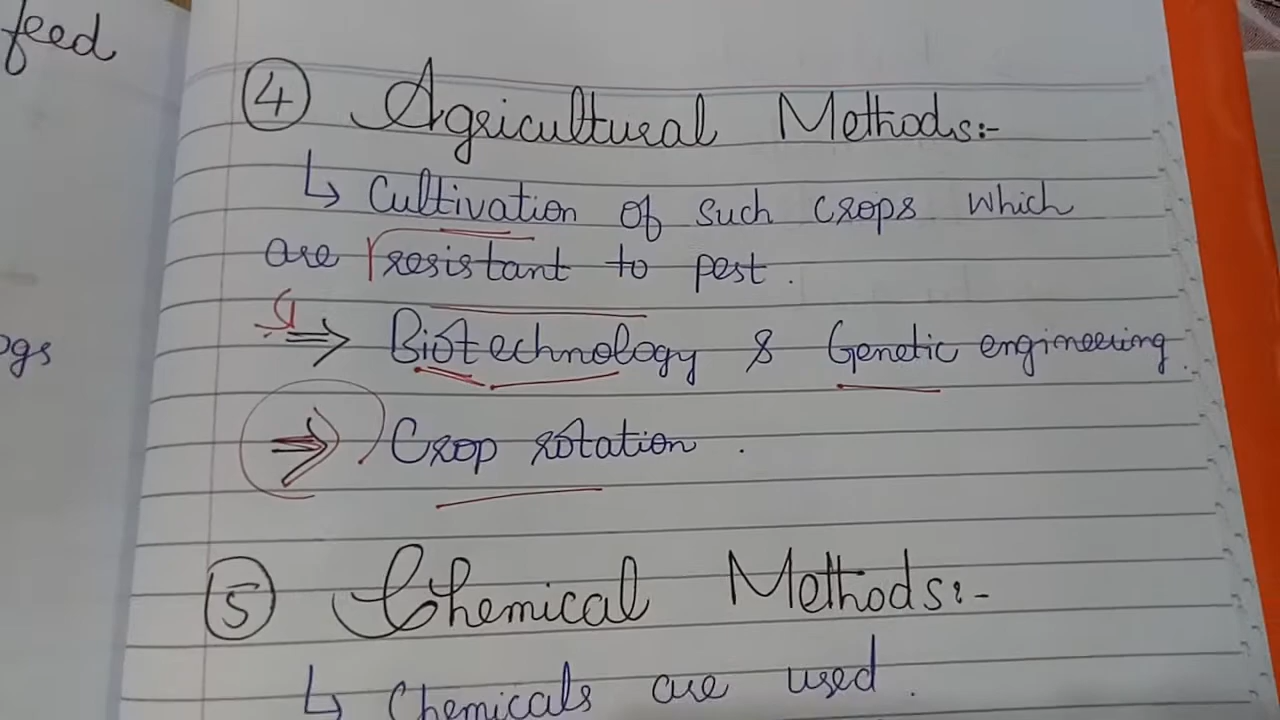 feed
ogs
④ Agricultural Methods:-
↳ Cultivation of such crops which
are resistant to pest.
⇒ Biotechnology & Genetic engineering.
⇒ Crop rotation.
⑤ Chemical Methods:-
↳ Chemicals are used.